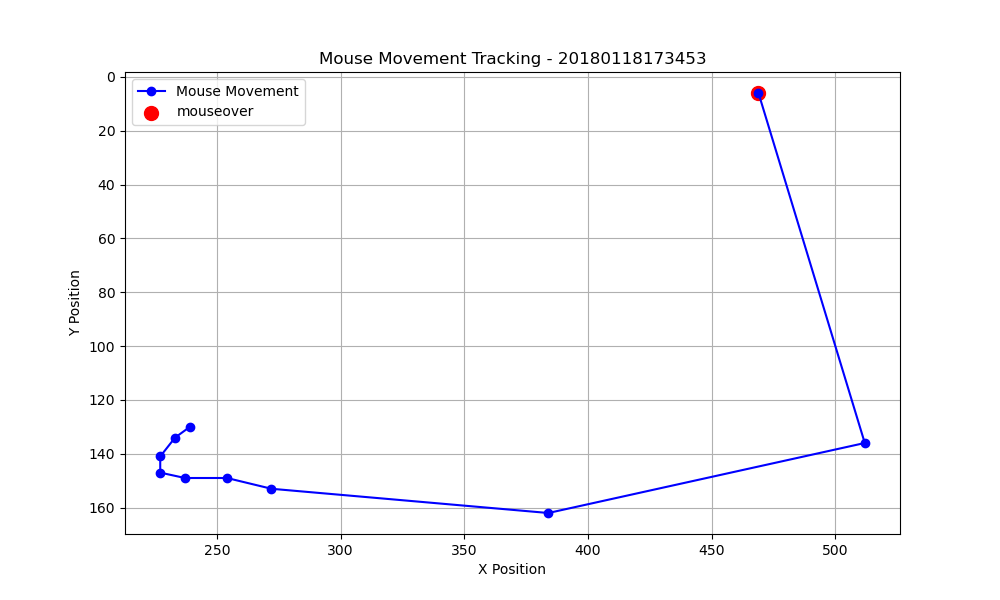 Mouse Movement Tracking - 20180118173453
Mouse Movement
mouseover
0
20
40
60
80
100
120
140
160
Y Position
250 300 350 400 450 500
X Position